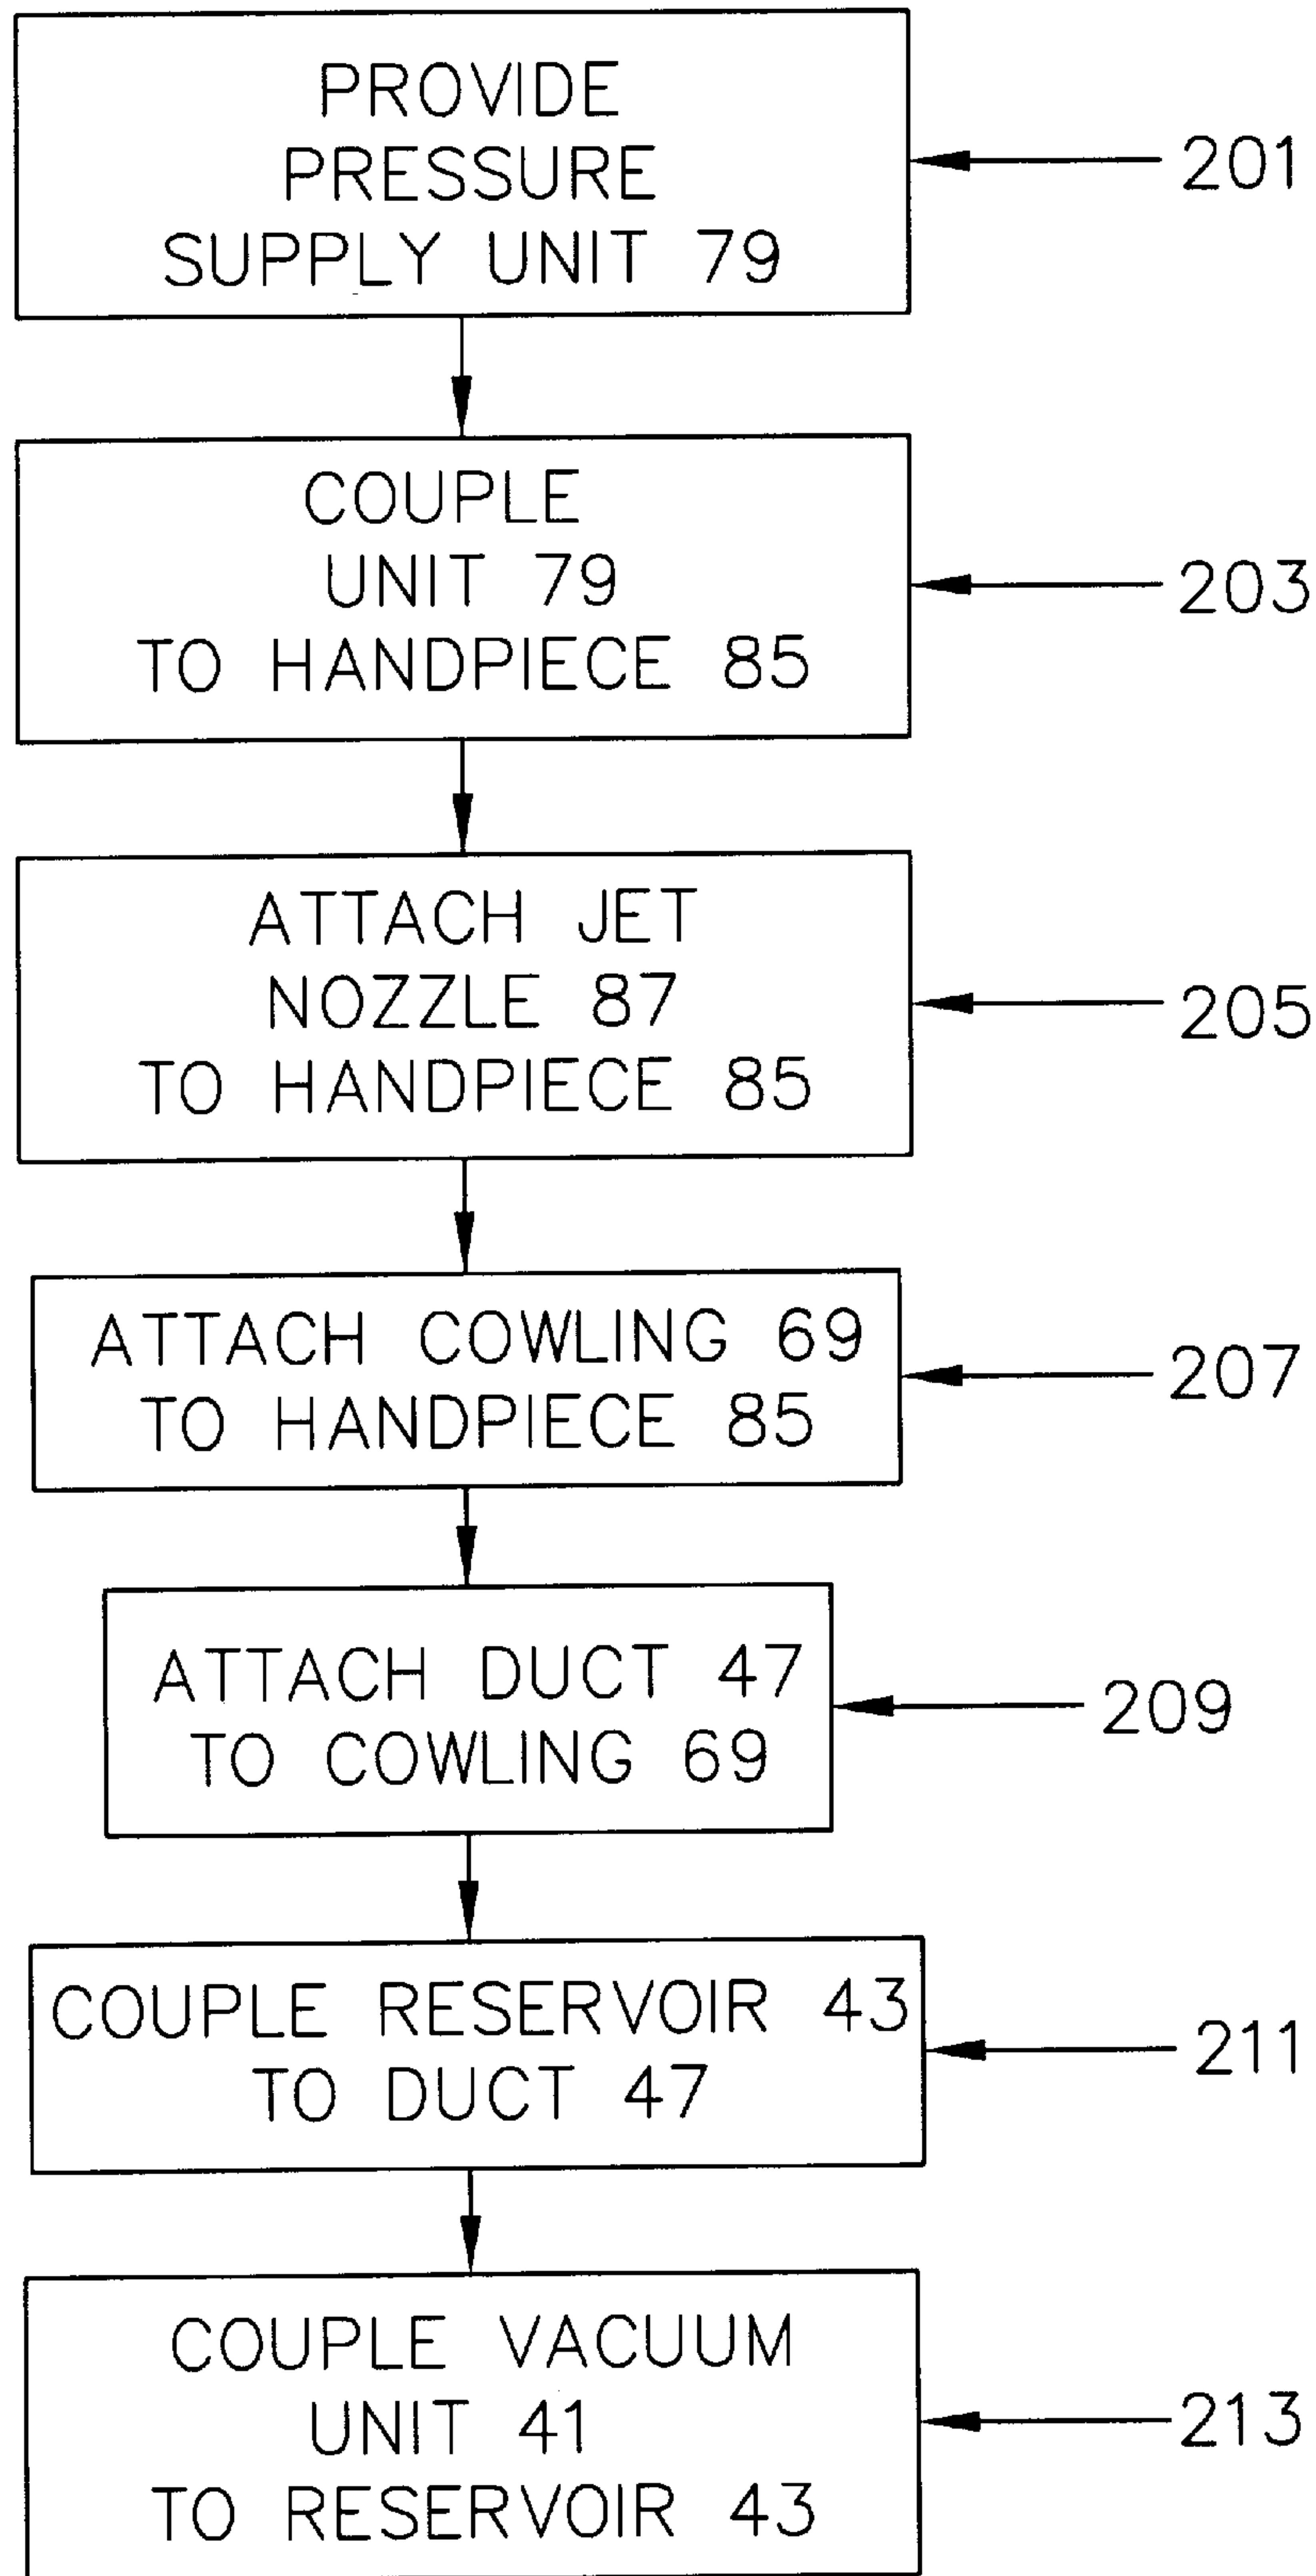 PROVIDE
PRESSURE
SUPPLY UNIT 79
201
COUPLE
UNIT 79
TO HANDPIECE 85
203
ATTACH JET
NOZZLE 87
TO HANDPIECE 85
205
ATTACH COWLING 69
TO HANDPIECE 85
207
ATTACH DUCT 47
TO COWLING 69
209
COUPLE RESERVOIR 43
TO DUCT 47
211
COUPLE VACUUM
UNIT 41
TO RESERVOIR 43
213